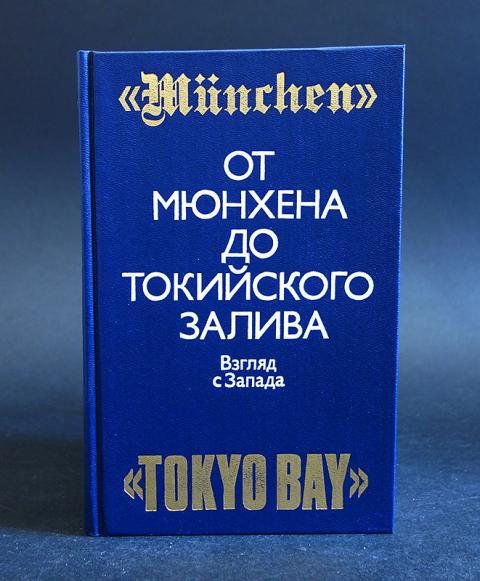 «München»
ОТ
МЮНХЕНА
ДО
ТОКИЙСКОГО
ЗАЛИВА
Взгляд
с Запада
«TOKYO BAY»